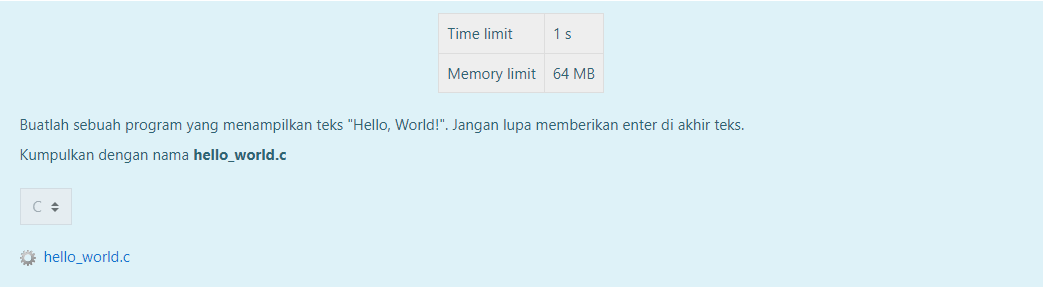 Time limit 1 s
Memory limit 64 MB
Buatlah sebuah program yang menampilkan teks "Hello, World!". Jangan lupa memberikan enter di akhir teks.
Kumpulkan dengan nama hello_world.c
C
hello_world.c